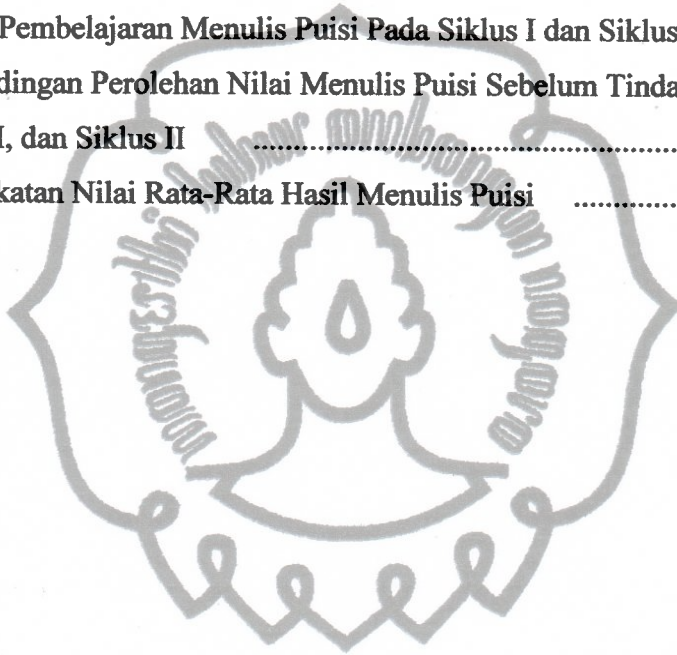 Pembelajaran Menulis Puisi Pada Siklus I dan Siklus
dingan Perolehan Nilai Menulis Puisi Sebelum Tinda
I, dan Siklus II ..........................................................
katan Nilai Rata-Rata Hasil Menulis Puisi ..............